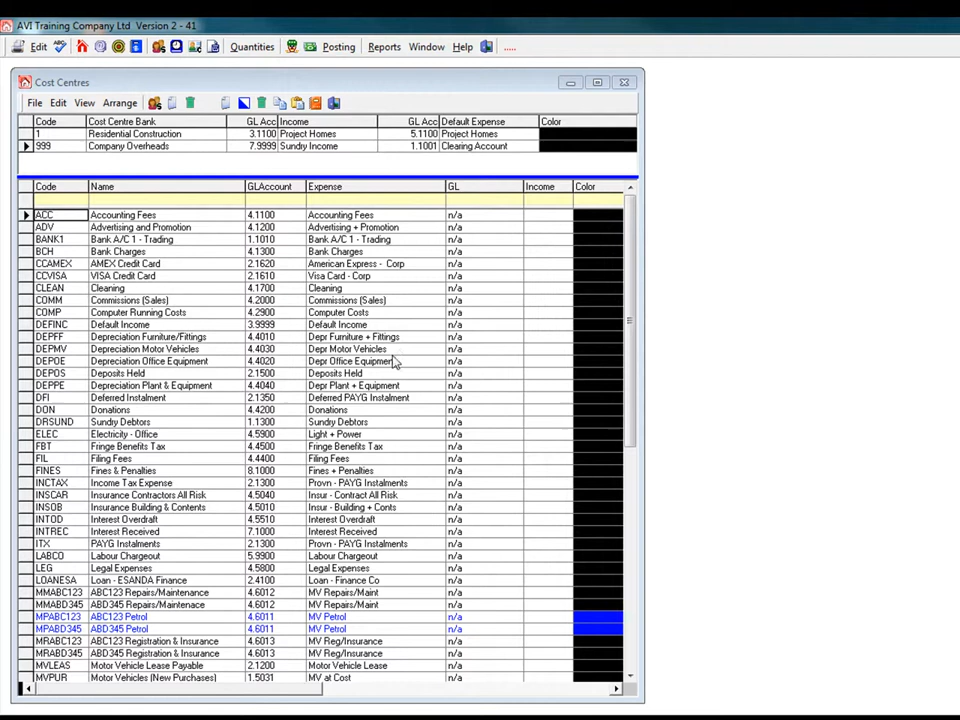 AVI Training Company Ltd Version 2 - 41
Edit Quantities Posting Reports Window Help .....
Cost Centres
File Edit View Arrange
Code Cost Centre Bank GL Acc Income GL Acc Default Expense Color
1 Residential Construction 3.1100 Project Homes 5.1100 Project Homes
999 Company Overheads 7.9999 Sundry Income 1.1001 Clearing Account
Code Name GLAccount Expense GL Income Color
ACC Accounting Fees 4.1100 Accounting Fees n/a
ADV Advertising and Promotion 4.1200 Advertising + Promotion n/a
BANK1 Bank A/C 1 - Trading 1.1010 Bank A/C 1 - Trading n/a
BCH Bank Charges 4.1300 Bank Charges n/a
CCAMEX AMEX Credit Card 2.1620 American Express - Corp n/a
CCVISA VISA Credit Card 2.1610 Visa Card - Corp n/a
CLEAN Cleaning 4.1700 Cleaning n/a
COMM Commissions (Sales) 4.2000 Commissions (Sales) n/a
COMP Computer Running Costs 4.2900 Computer Costs n/a
DEFINC Default Income 3.9999 Default Income n/a
DEPFF Depreciation Furniture/Fittings 4.4010 Depr Furniture + Fittings n/a
DEPMV Depreciation Motor Vehicles 4.4030 Depr Motor Vehicles n/a
DEPOE Depreciation Office Equipment 4.4020 Depr Office Equipment n/a
DEPOS Deposits Held 2.1500 Deposits Held n/a
DEPPE Depreciation Plant & Equipment 4.4040 Depr Plant + Equipment n/a
DFI Deferred Instalment 2.1350 Deferred PAYG Instalment n/a
DON Donations 4.4200 Donations n/a
DRSUND Sundry Debtors 1.1300 Sundry Debtors n/a
ELEC Electricity - Office 4.5900 Light + Power n/a
FBT Fringe Benefits Tax 4.4500 Fringe Benefits Tax n/a
FIL Filing Fees 4.4400 Filing Fees n/a
FINES Fines & Penalties 8.1000 Fines + Penalties n/a
INCTAX Income Tax Expense 2.1300 Provn - PAYG Instalments n/a
INSCAR Insurance Contractors All Risk 4.5040 Insur - Contract All Risk n/a
INSOB Insurance Building & Contents 4.5010 Insur - Building + Conts n/a
INTOD Interest Overdraft 4.5510 Interest Overdraft n/a
INTREC Interest Received 7.1000 Interest Received n/a
ITX PAYG Instalments 2.1300 Provn - PAYG Instalments n/a
LABCO Labour Chargeout 5.9900 Labour Chargeout n/a
LEG Legal Expenses 4.5800 Legal Expenses n/a
LOANESA Loan - ESANDA Finance 2.4100 Loan - Finance Co n/a
MMABC123 ABC123 Repairs/Maintenance 4.6012 MV Repairs/Maint n/a
MMABD345 ABD345 Repairs/Maintenace 4.6012 MV Repairs/Maint n/a
MPABC123 ABC123 Petrol 4.6011 MV Petrol n/a
MPABD345 ABD345 Petrol 4.6011 MV Petrol n/a
MRABC123 ABC123 Registration & Insurance 4.6013 MV Reg/Insurance n/a
MRABD345 ABD345 Registration & Insurance 4.6013 MV Reg/Insurance n/a
MVLEAS Motor Vehicle Lease Payable 2.1200 Motor Vehicle Lease n/a
MVPUR Motor Vehicles (New Purchases) 1.5031 MV at Cost n/a